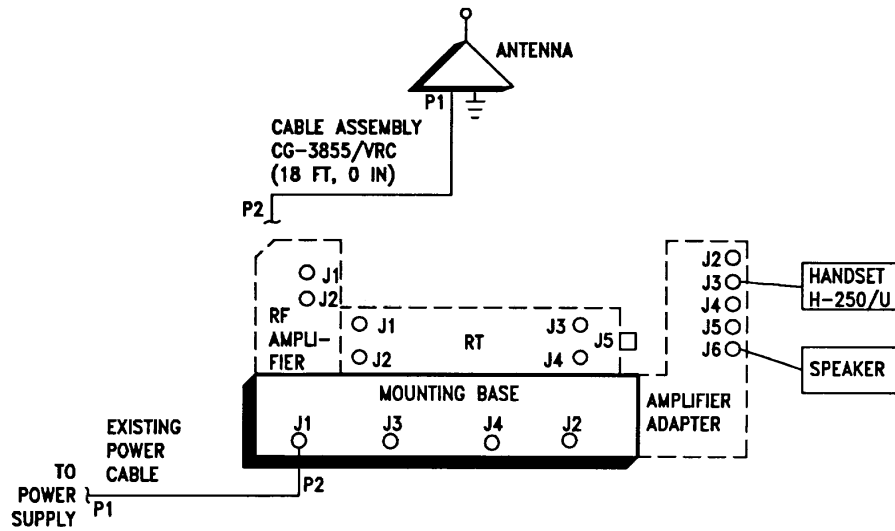 ANTENNA
P1
CABLE ASSEMBLY
CG-3855/VRC
(18 FT, 0 IN)
P2
J1
J2
RF
AMPLI-
FIER
J1
J2
RT
J3
J4
J5
J2
J3
J4
J5
J6
HANDSET
H-250/U
SPEAKER
AMPLIFIER
ADAPTER
MOUNTING BASE
J1
J3
J4
J2
EXISTING
POWER
CABLE
P2
TO
POWER
SUPPLY
P1